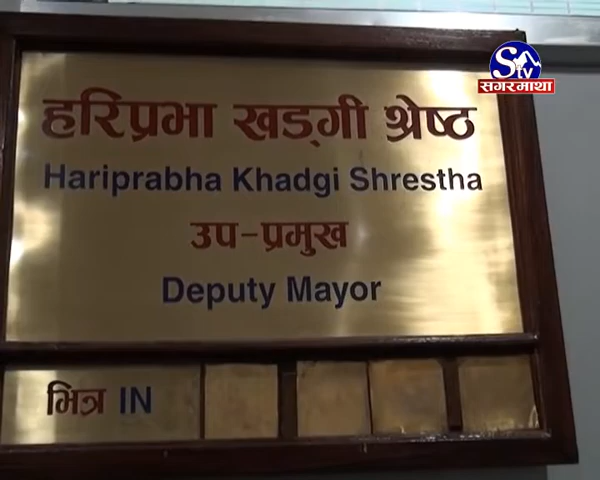 STV
सगरमाथा
हरिप्रभा खड्गी श्रेष्ठ
Hariprabha Khadgi Shrestha
उप-प्रमुख
Deputy Mayor
भित्र IN